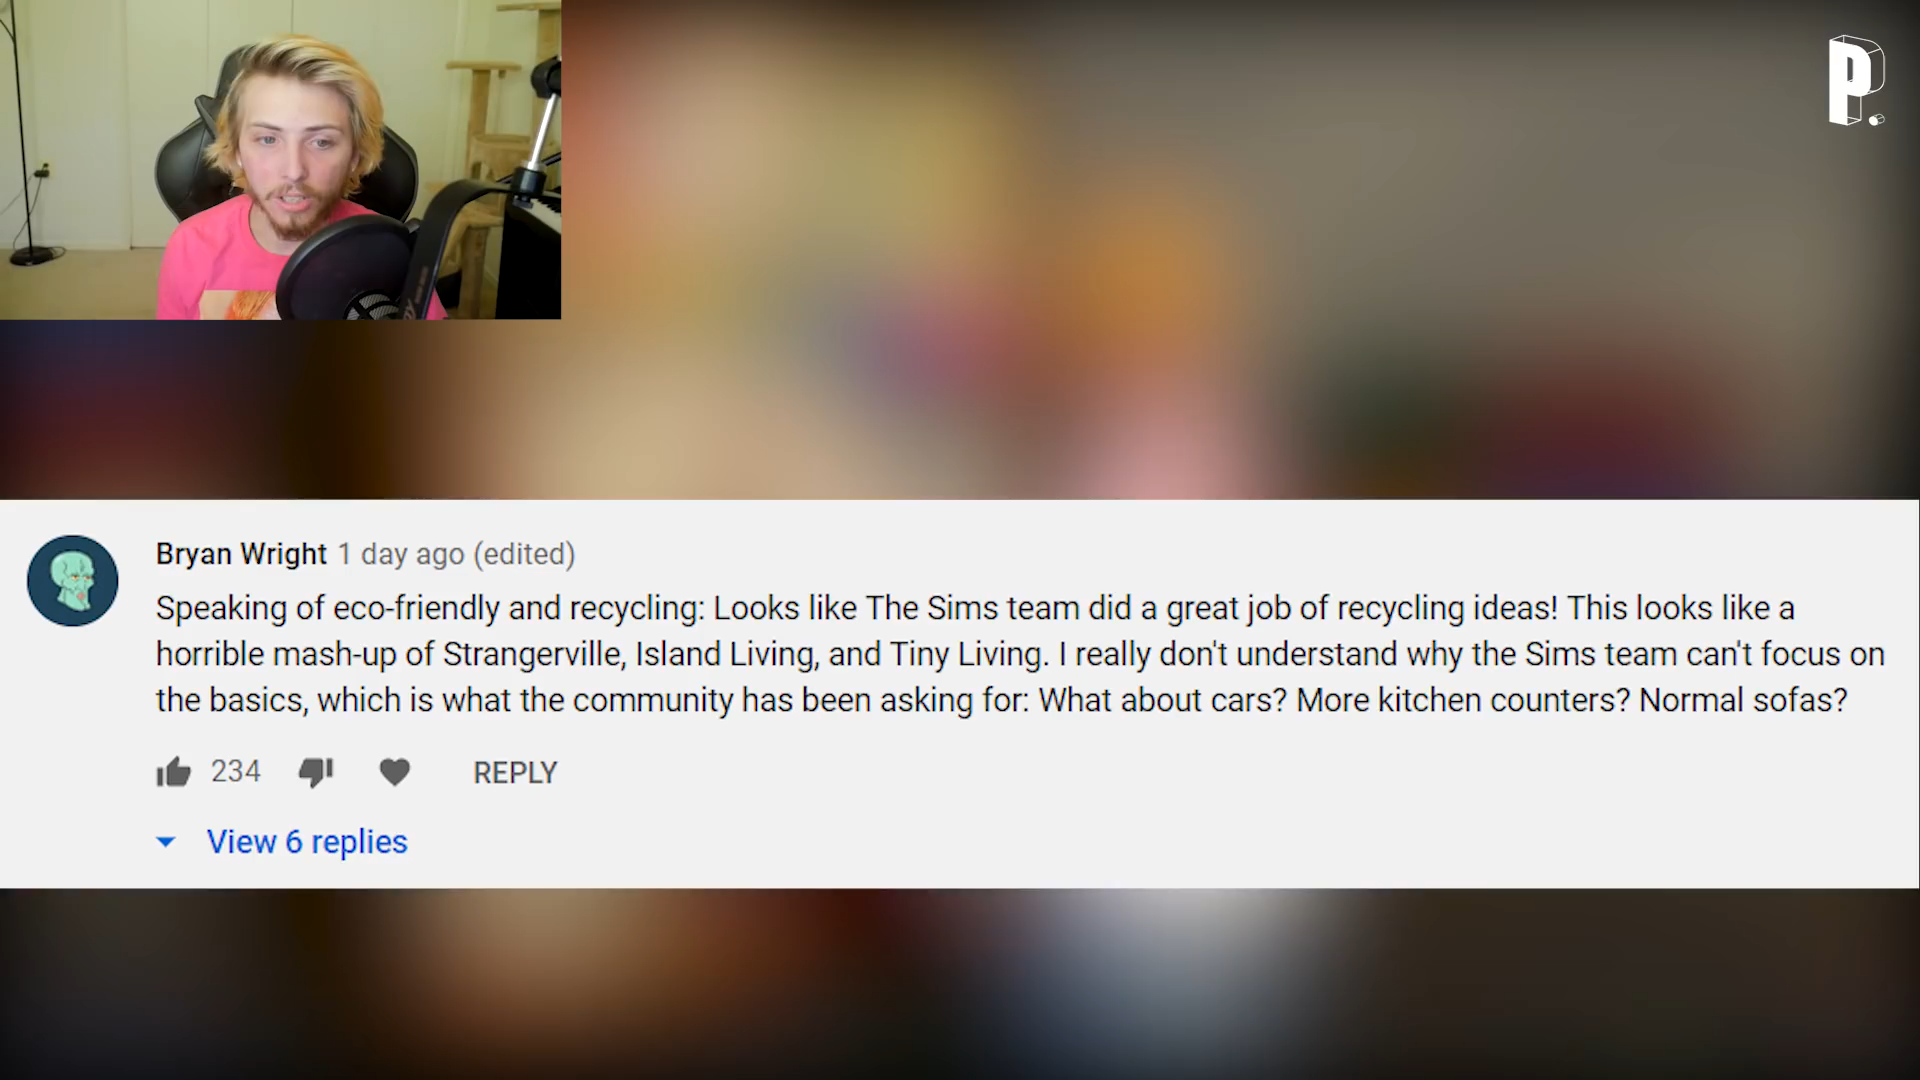 P.
Bryan Wright 1 day ago (edited)
Speaking of eco-friendly and recycling: Looks like The Sims team did a great job of recycling ideas! This looks like a
horrible mash-up of Strangerville, Island Living, and Tiny Living. I really don't understand why the Sims team can't focus on
the basics, which is what the community has been asking for: What about cars? More kitchen counters? Normal sofas?
234 REPLY
View 6 replies